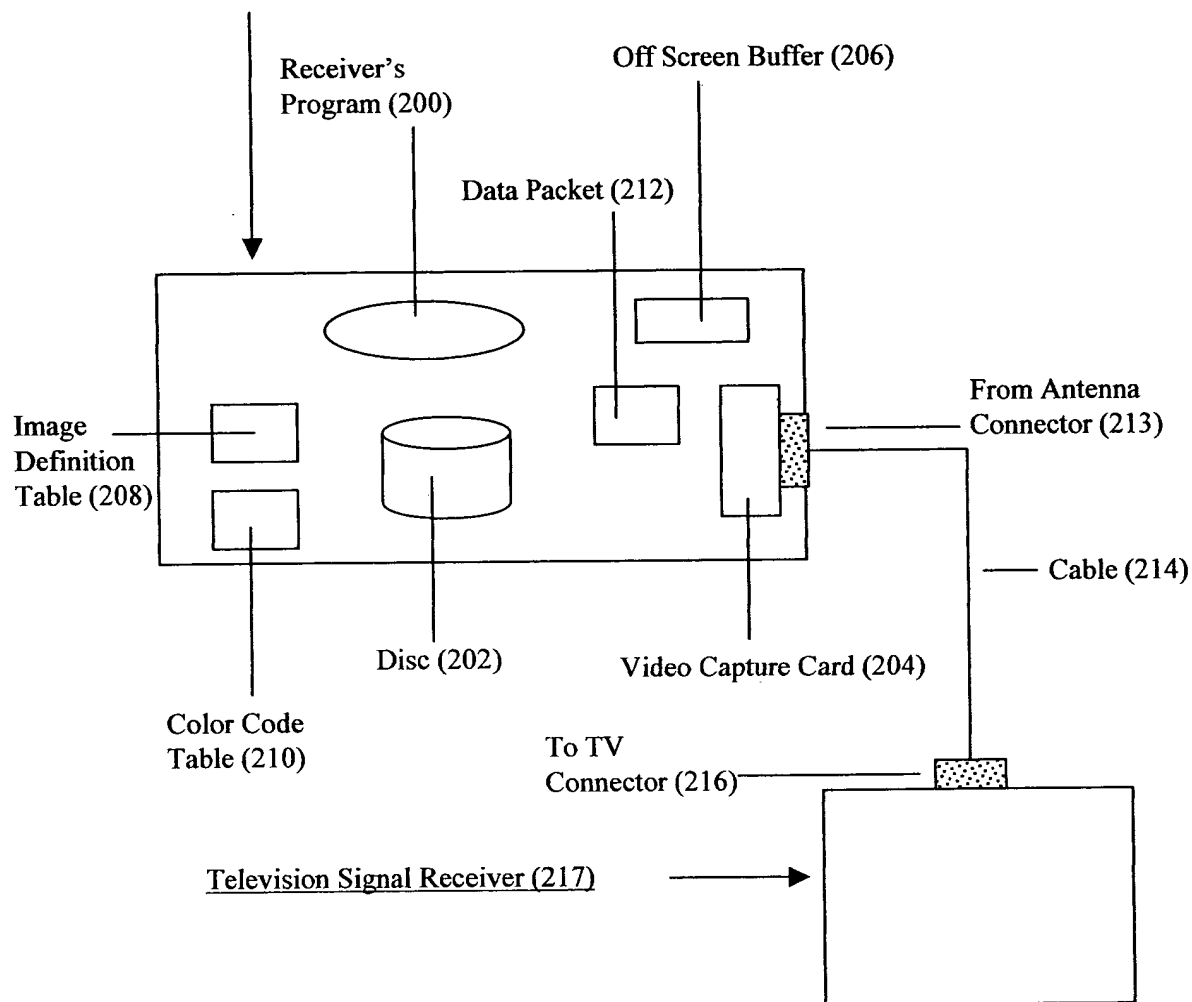 Off Screen Buffer (206)
Receiver's
Program (200)
Data Packet (212)
From Antenna
Connector (213)
Image
Definition
Table (208)
Cable (214)
Disc (202)
Video Capture Card (204)
Color Code
Table (210)
To TV
Connector (216)
Television Signal Receiver (217)